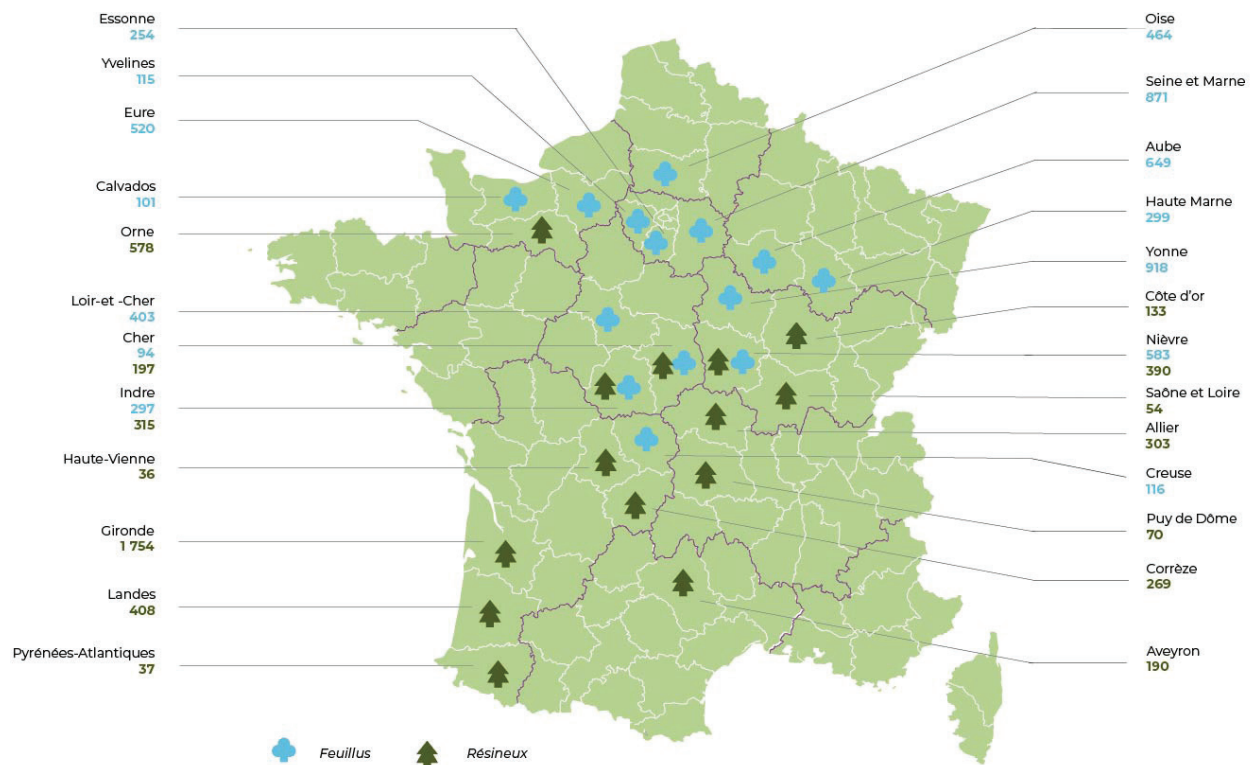 Essonne
254
Yvelines
115
Eure
520
Calvados
101
Orne
578
Loir-et -Cher
403
Cher
94
197
Indre
297
315
Haute-Vienne
36
Gironde
1 754
Landes
408
Pyrénées-Atlantiques
37
Oise
464
Seine et Marne
871
Aube
649
Haute Marne
299
Yonne
918
Côte d'or
133
Nièvre
583
390
Saône et Loire
54
Allier
303
Creuse
116
Puy de Dôme
70
Corrèze
269
Aveyron
190
Feuillus
Résineux